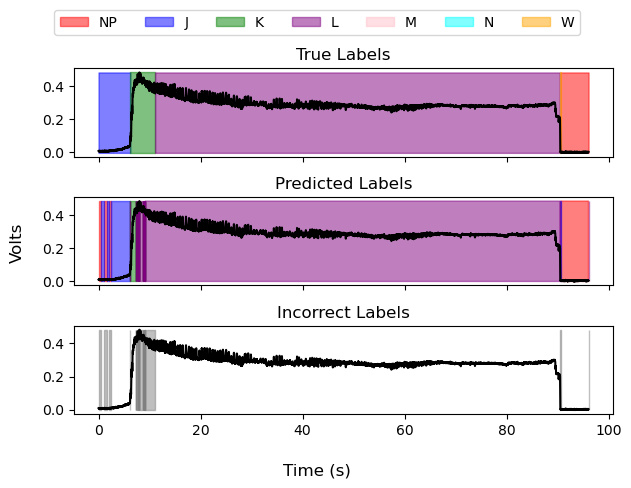 NP J K L M N W
True Labels
0.4
0.2
0.0
Predicted Labels
0.4
0.2
0.0
Volts
Incorrect Labels
0.4
0.2
0.0
0 20 40 60 80 100
Time (s)